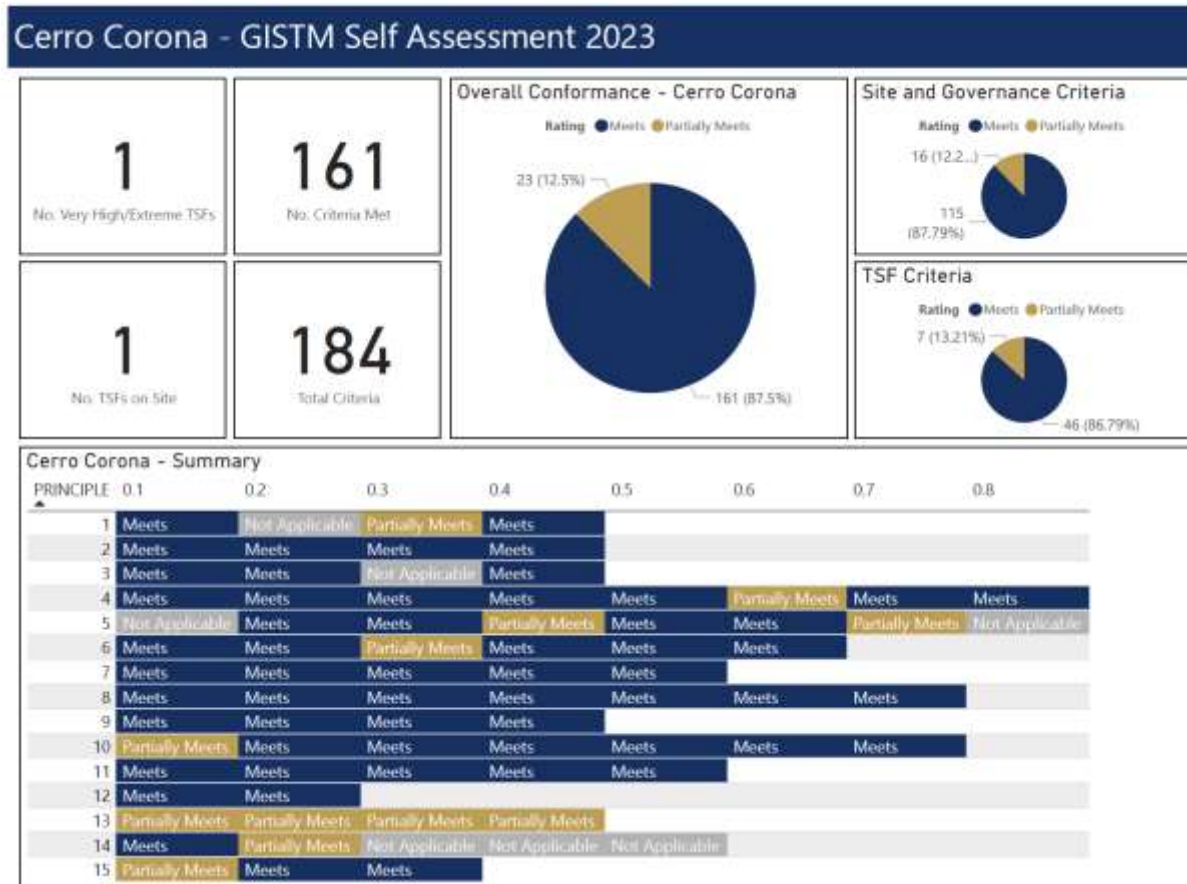 Cerro Corona - GISTM Self Assessment 2023
1
No. Very High/Extreme TSFs
161
No. Criteria Met
1
No. TSFs on Site
184
Total Criteria
Overall Conformance - Cerro Corona
Rating Meets Partially Meets
23 (12.5%)
161 (87.5%)
Site and Governance Criteria
Rating Meets Partially Meets
16 (12.2...)
115
(87.79%)
TSF Criteria
Rating Meets Partially Meets
7 (13.21%)
46 (86.79%)
Cerro Corona - Summary
PRINCIPLE 0.1 0.2 0.3 0.4 0.5 0.6 0.7 0.8
1 Meets Not Applicable Partially Meets Meets
2 Meets Meets Meets Meets
3 Meets Meets Not Applicable Meets
4 Meets Meets Meets Meets Meets Partially Meets Meets Meets
5 Not Applicable Meets Meets Partially Meets Meets Meets Partially Meets Not Applicable
6 Meets Meets Partially Meets Meets Meets Meets
7 Meets Meets Meets Meets Meets
8 Meets Meets Meets Meets Meets Meets Meets
9 Meets Meets Meets Meets
10 Partially Meets Meets Meets Meets Meets Meets Meets
11 Meets Meets Meets Meets Meets
12 Meets Meets
13 Partially Meets Partially Meets Partially Meets Partially Meets
14 Meets Partially Meets Not Applicable Not Applicable Not Applicable
15 Partially Meets Meets Meets